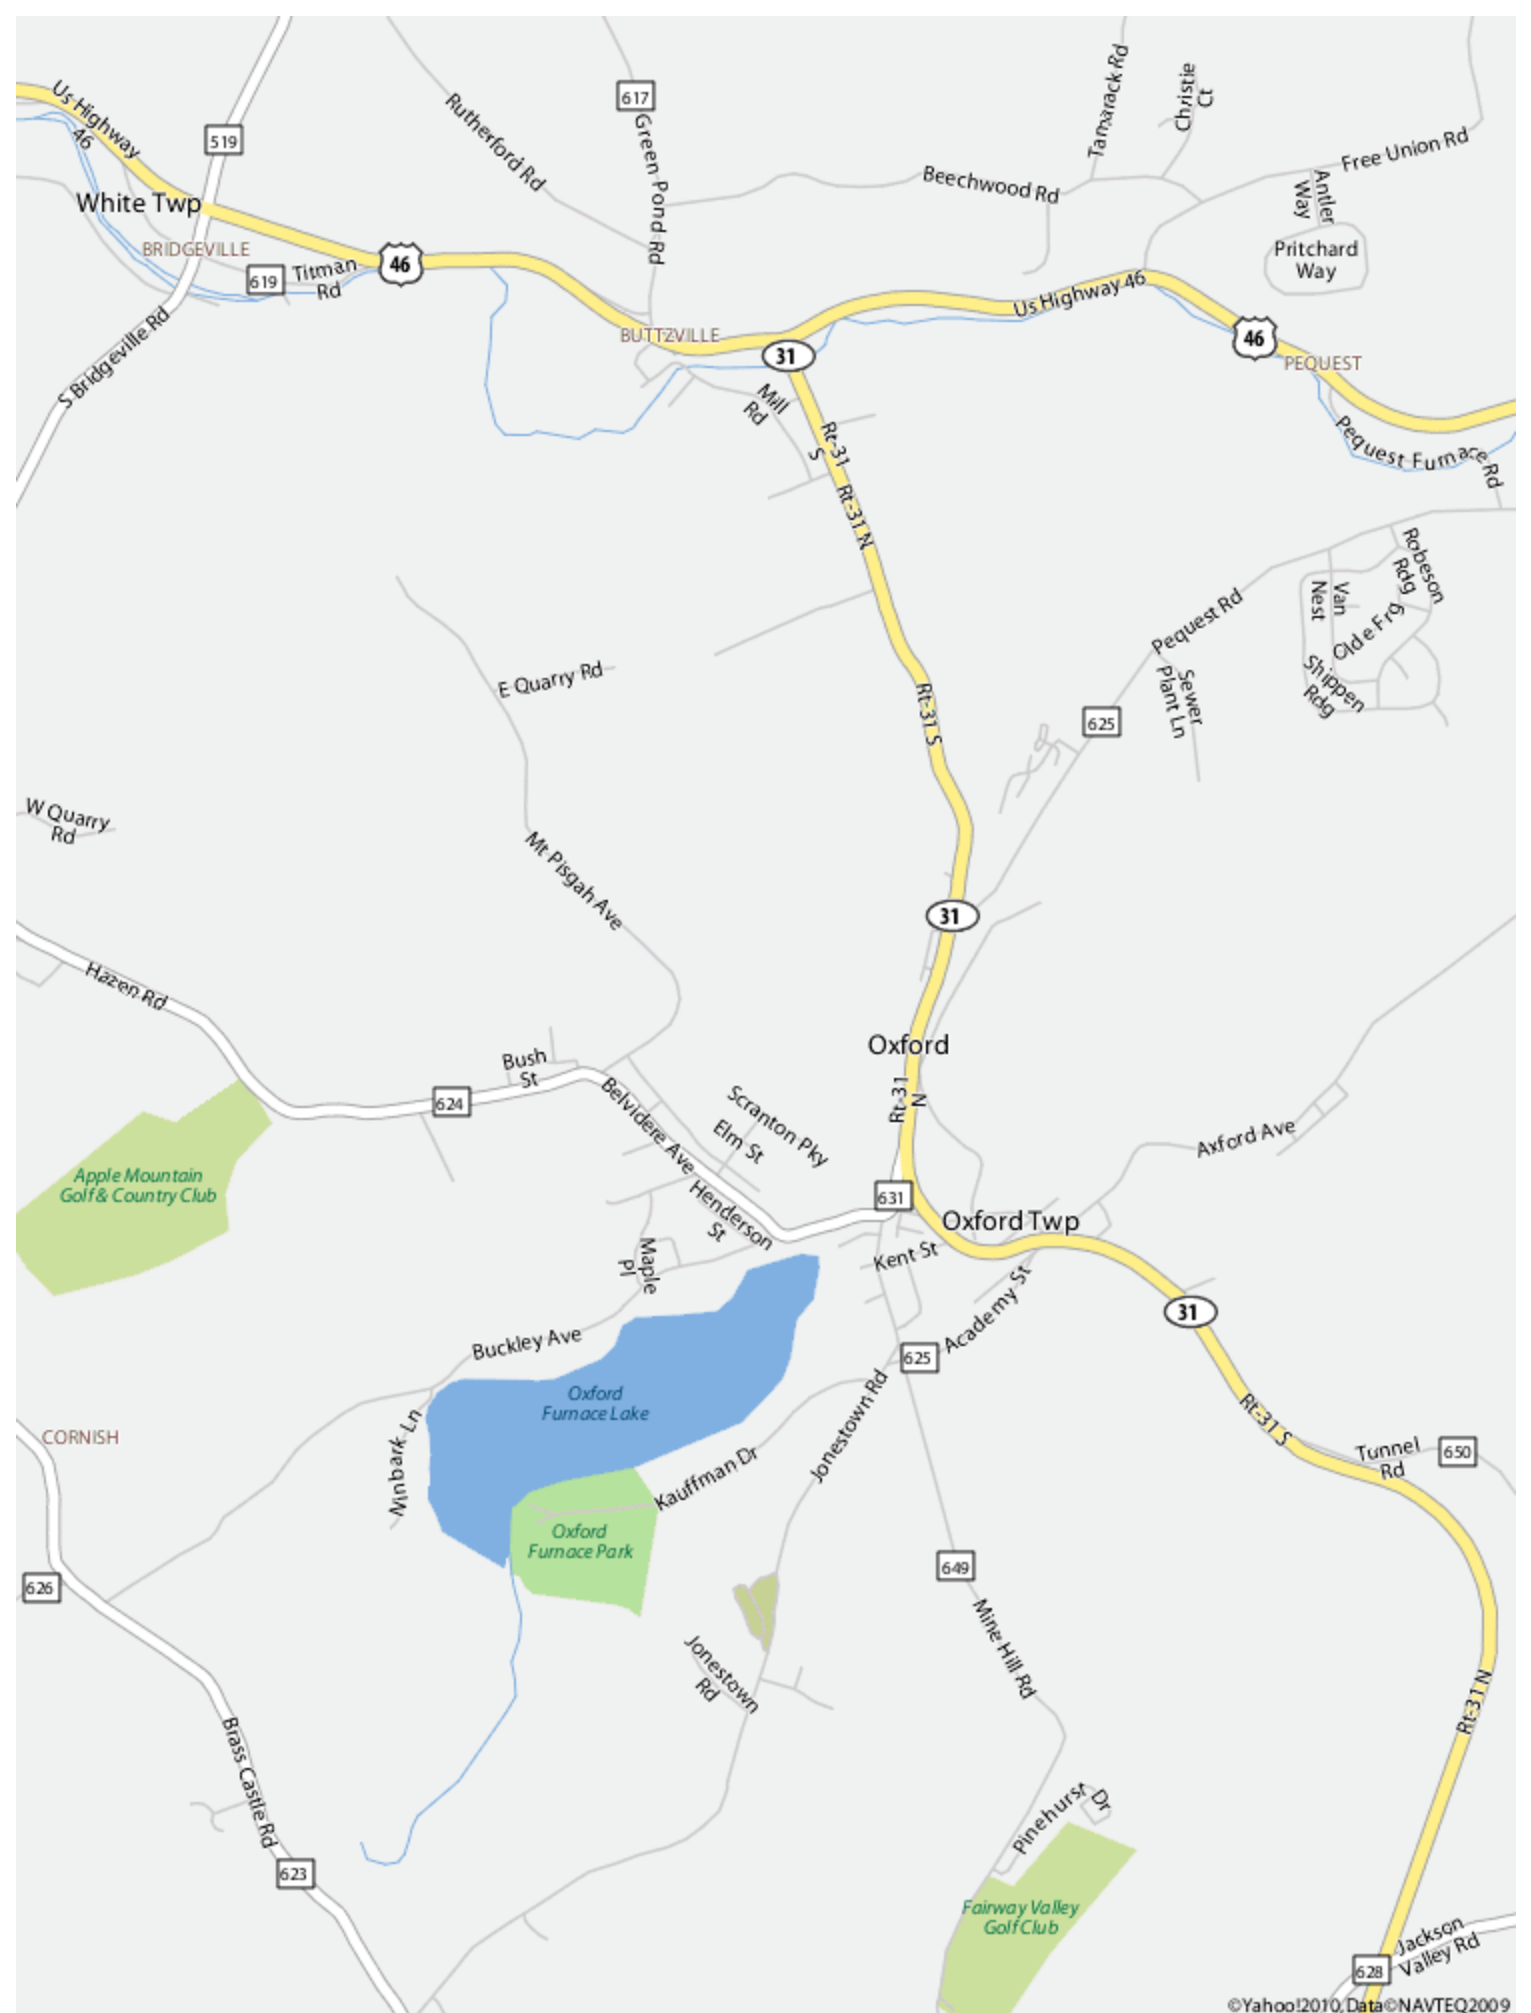 Us Highway
46
519
617
Green Pond Rd
Rutherford Rd
Tamarack Rd
Christie
Ct
Beechwood Rd
Free Union Rd
Antler
Way
Pritchard
Way
White Twp
BRIDGEVILLE
619
Titman
Rd
46
Us Highway 46
46
PEQUEST
BUTTZVILLE
31
S Bridgeville Rd
Mill
Rd
Rt-31
S
Rt-31 N
Pequest Furnace Rd
Robeson
Rdg
Van
Nest
Olde Frg
Shippen
Rdg
Pequest Rd
Sewer
Plant Ln
625
E Quarry Rd
Rt-31 S
W Quarry
Rd
Mt Pisgah Ave
31
Hazen Rd
Oxford
Bush
St
624
Belvidere Ave
Scranton Pky
Elm St
Rt-31
N
Axford Ave
Apple Mountain
Golf & Country Club
631
Henderson
St
Oxford Twp
Maple
Pl
Kent St
31
Academy St
625
Buckley Ave
Oxford
Furnace Lake
Jonestown Rd
Rt-31 S
CORNISH
Ninbark Ln
Tunnel
Rd
650
Kauffman Dr
Oxford
Furnace Park
626
649
Mine Hill Rd
Jonestown
Rd
Rt-31 N
Brass Castle Rd
Pinehurst Dr
623
Fairway Valley
Golf Club
Jackson
Valley Rd
628
©Yahoo!2010,Data©NAVTEQ2009